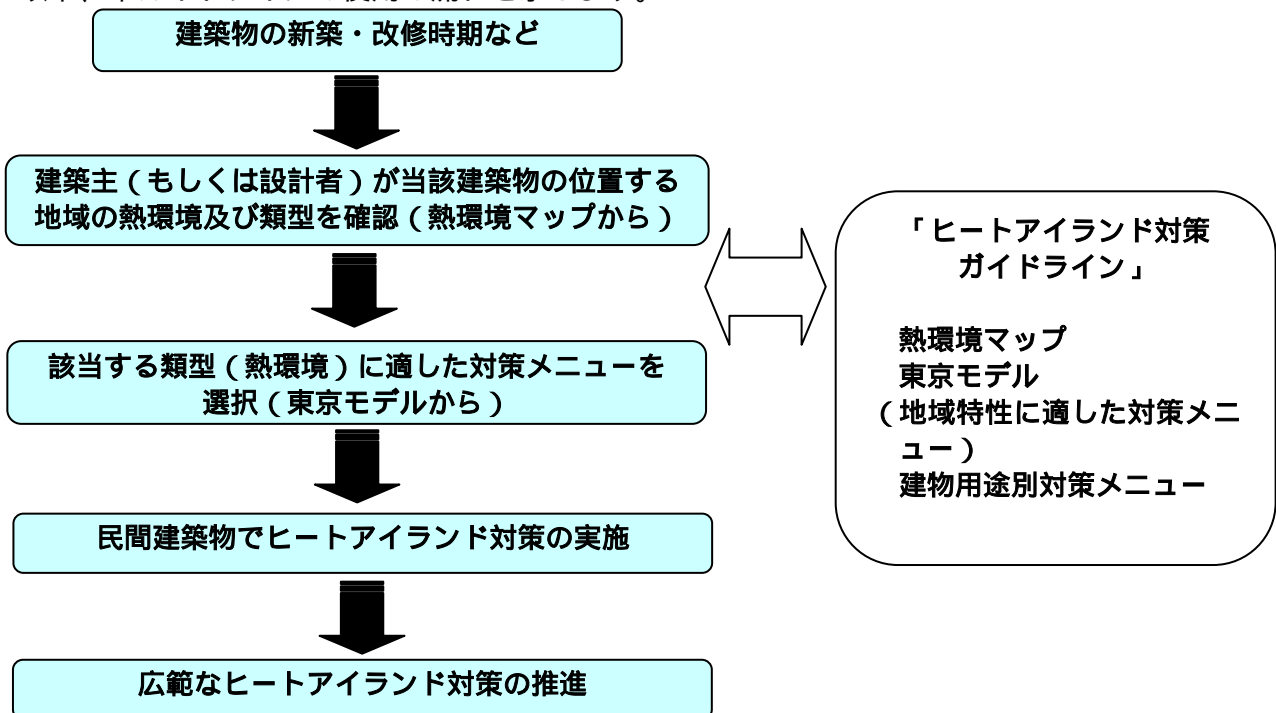 建築物の新築・改修時期など
建築主（もしくは設計者）が当該建築物の位置する
地域の熱環境及び類型を確認（熱環境マップから）
該当する類型（熱環境）に適した対策メニューを
選択（東京モデルから）
民間建築物でヒートアイランド対策の実施
広範なヒートアイランド対策の推進
「ヒートアイランド対策
ガイドライン」
熱環境マップ
東京モデル
（地域特性に適した対策メニ
ュー）
建物用途別対策メニュー